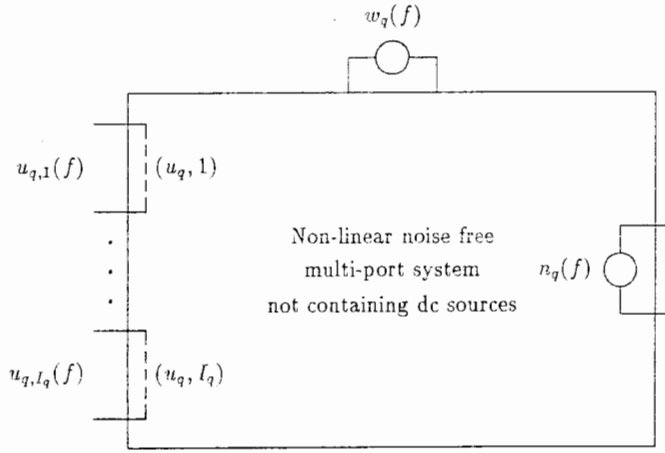 w_q(f)
u_{q,1}(f)
(u_q, 1)
Non-linear noise free
multi-port system
n_q(f)
not containing dc sources
u_{q,I_q}(f)
(u_q, I_q)